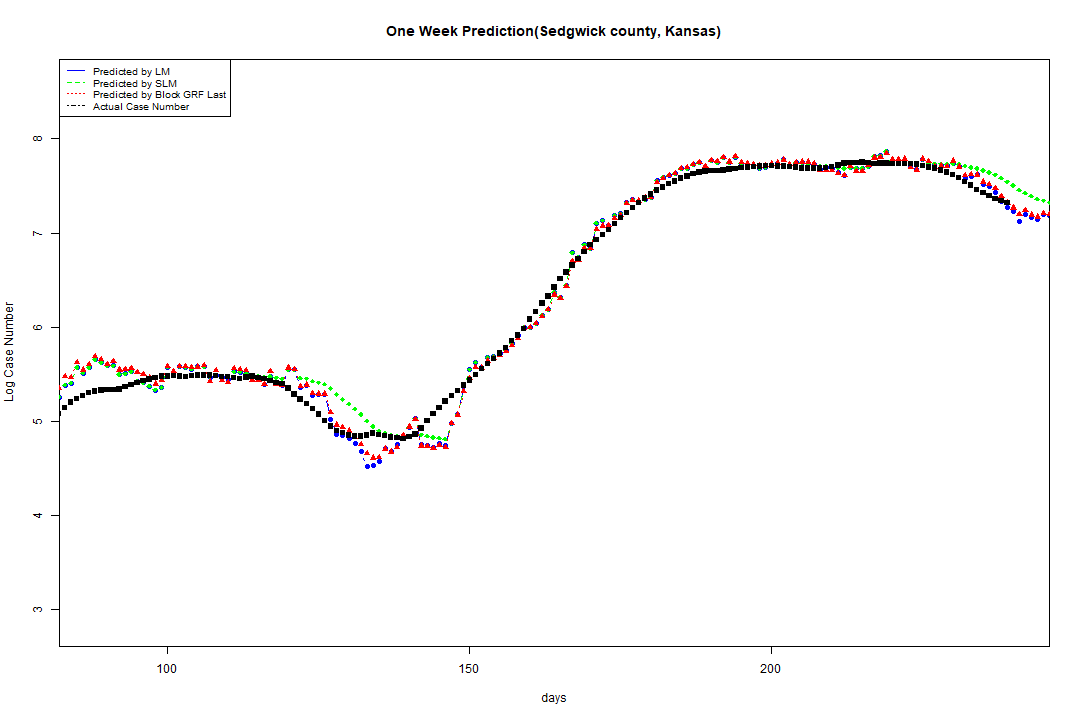 One Week Prediction(Sedgwick county, Kansas)
Predicted by LM
Predicted by SLM
Predicted by Block GRF Last
Actual Case Number
8
7
6
5
4
3
Log Case Number
100
150
200
days